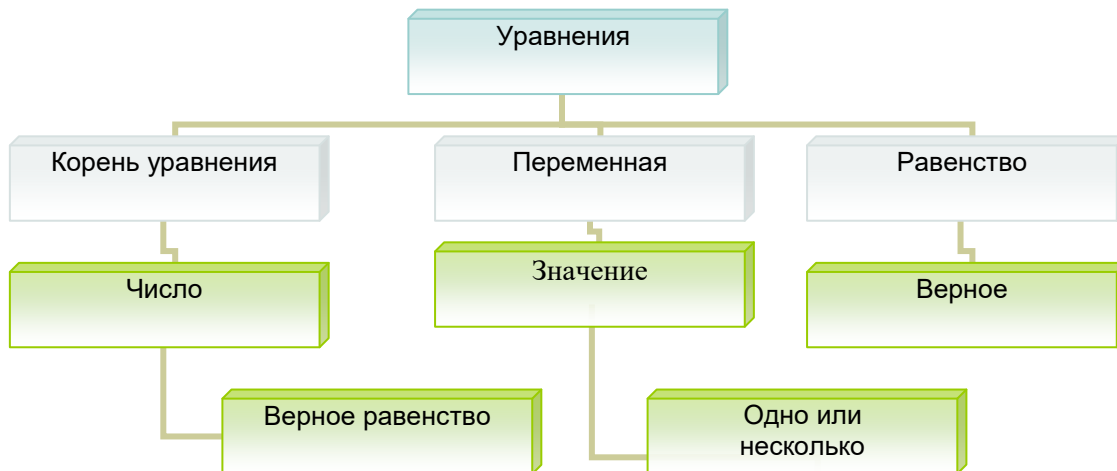 Уравнения
Корень уравнения
Переменная
Равенство
Число
Значение
Верное
Верное равенство
Одно или
несколько